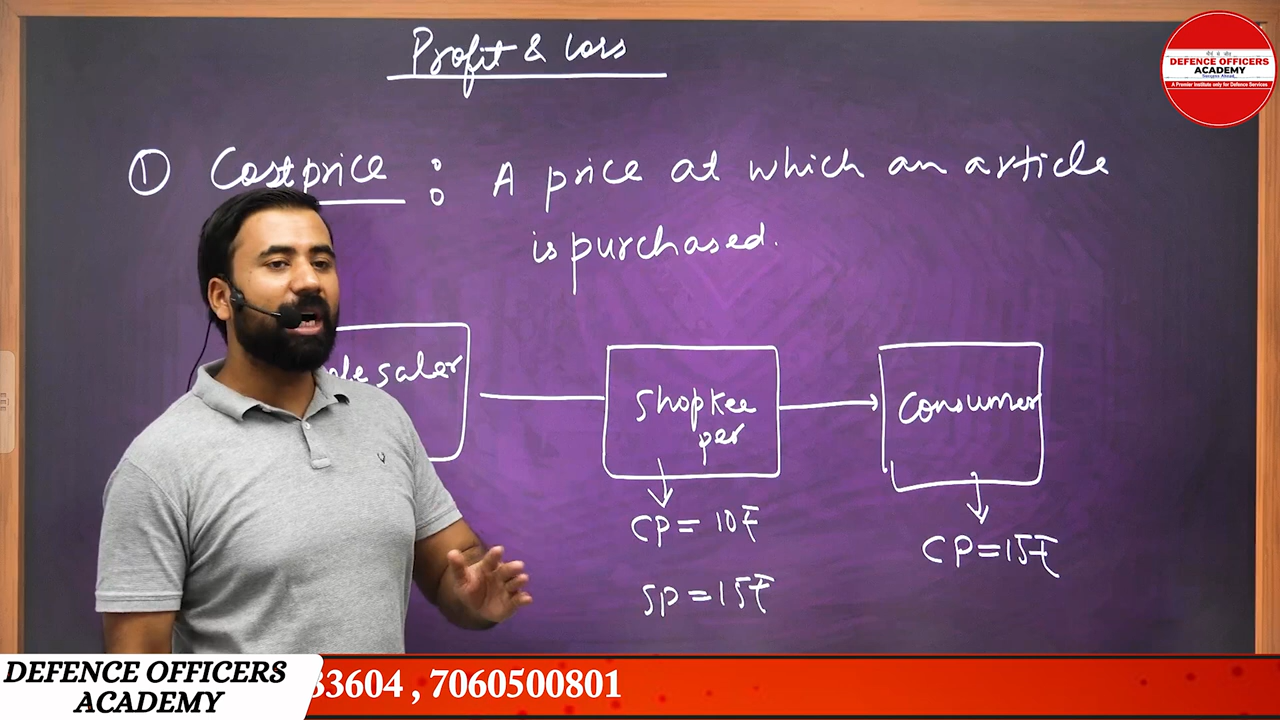 Profit & loss
① Cost price : A price at which an article
is purchased.
saler
Shopkee
per
Consumer
CP = 10₹
CP = 15₹
SP = 15₹
DEFENCE OFFICERS
ACADEMY
A Premier Institute only for Defence Services
DEFENCE OFFICERS
ACADEMY
33604 , 7060500801